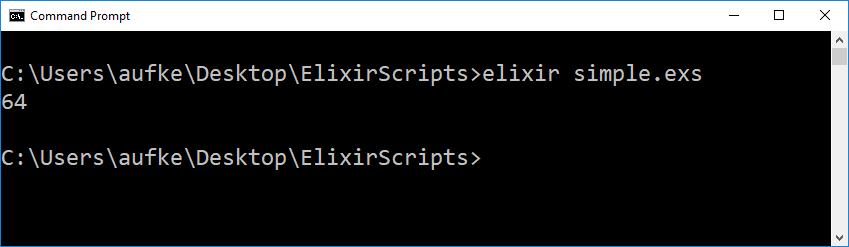 Command Prompt
C:\Users\aufke\Desktop\ElixirScripts>elixir simple.exs
64
C:\Users\aufke\Desktop\ElixirScripts>